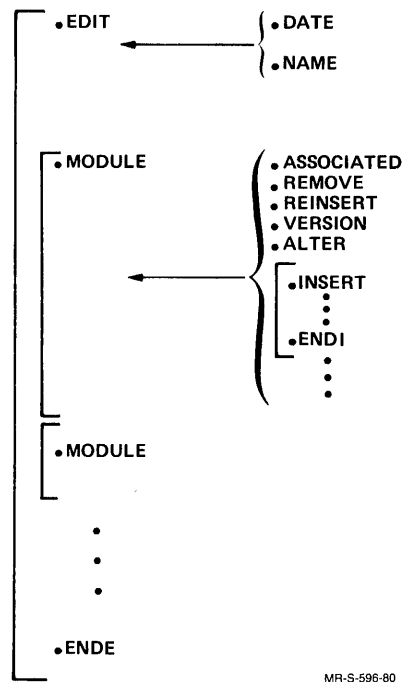 .EDIT
.DATE
.NAME
.MODULE
.ASSOCIATED
.REMOVE
.REINSERT
.VERSION
.ALTER
.INSERT
.ENDI
.MODULE
.ENDE
MR-S-596-80